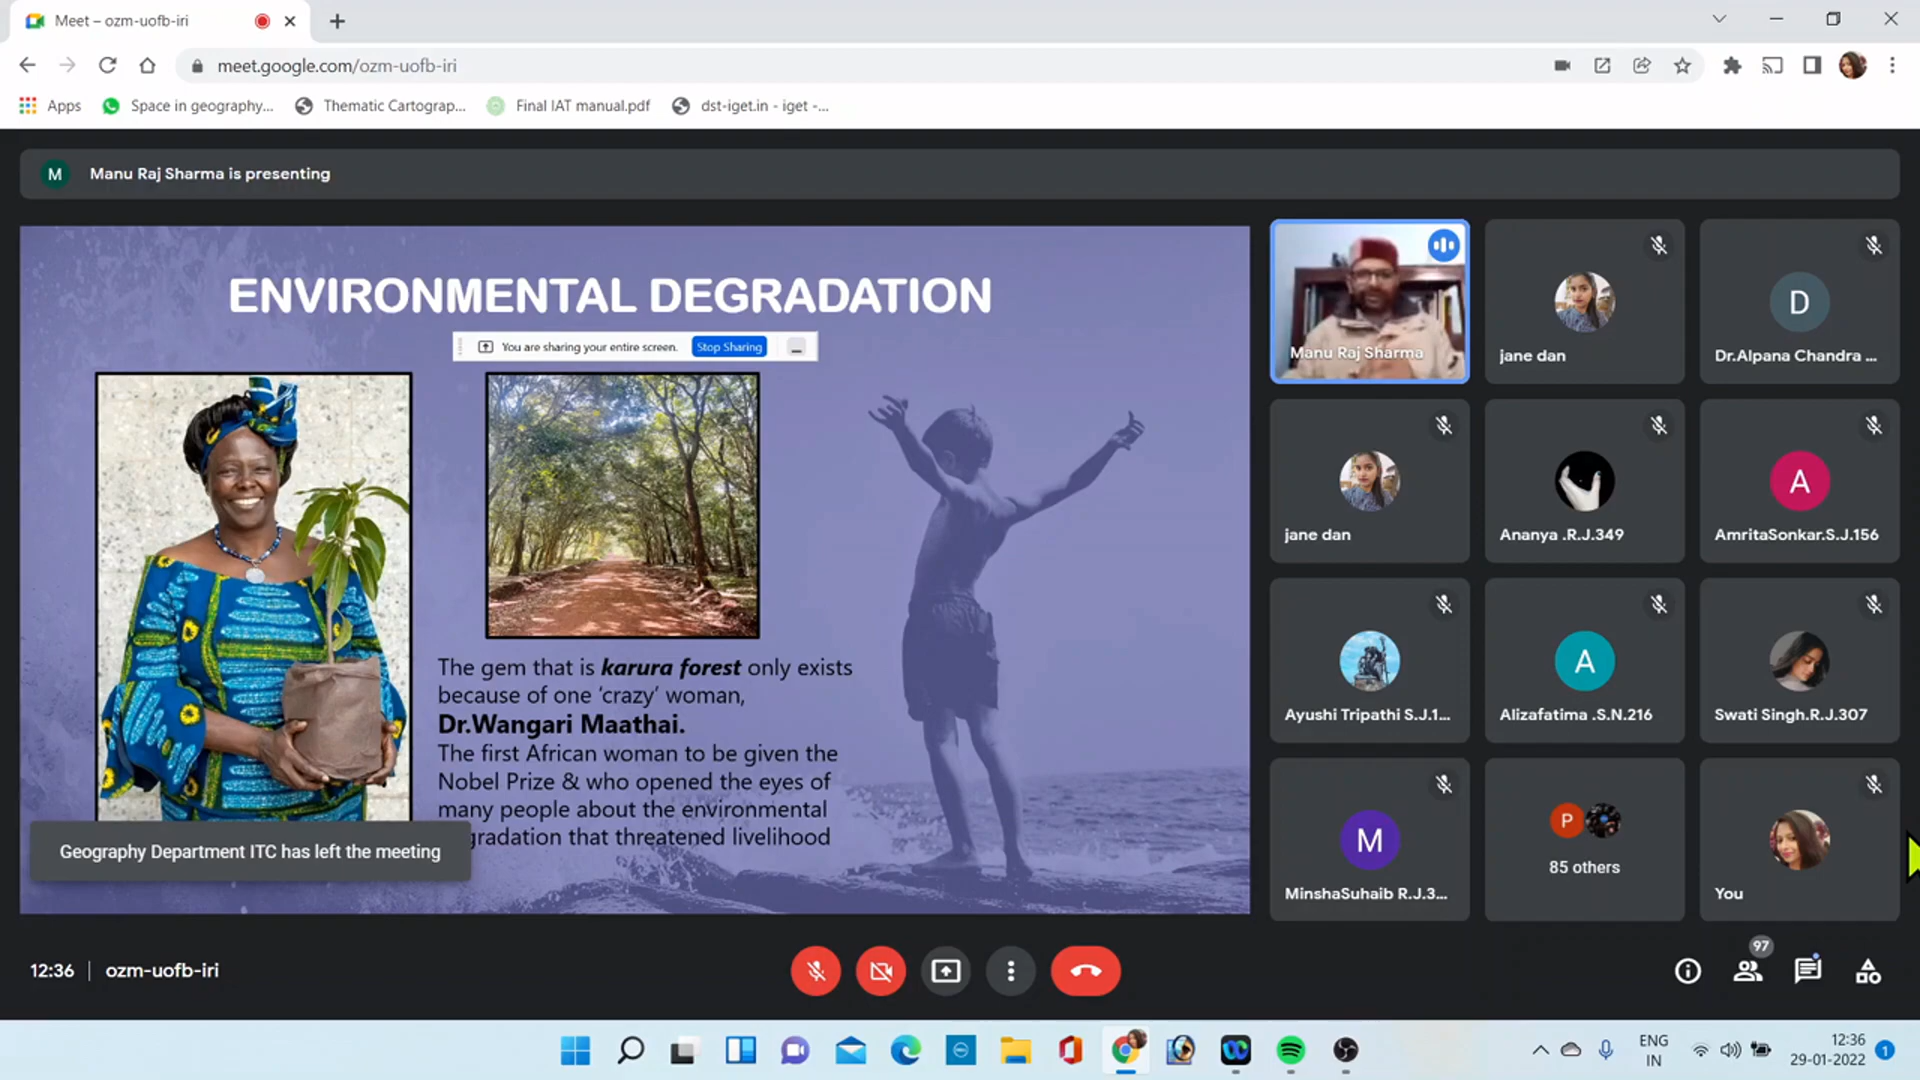 Meet – ozm-uofb-iri
meet.google.com/ozm-uofb-iri
Apps
Space in geography...
Thematic Cartograp...
Final IAT manual.pdf
dst-iget.in - iget -...
M
Manu Raj Sharma is presenting
ENVIRONMENTAL DEGRADATION
You are sharing your entire screen.
Stop Sharing
The gem that is karura forest only exists
because of one ‘crazy’ woman,
Dr.Wangari Maathai.
The first African woman to be given the
Nobel Prize & who opened the eyes of
many people about the environmental
gradation that threatened livelihood
Geography Department ITC has left the meeting
Manu Raj Sharma
jane dan
D
Dr.Alpana Chandra ...
jane dan
Ananya .R.J.349
A
AmritaSonkar.S.J.156
Ayushi Tripathi S.J.1...
A
Alizafatima .S.N.216
Swati Singh.R.J.307
M
MinshaSuhaib R.J.3...
P
85 others
You
12:36
ozm-uofb-iri
97
ENG
IN
12:36
29-01-2022
1